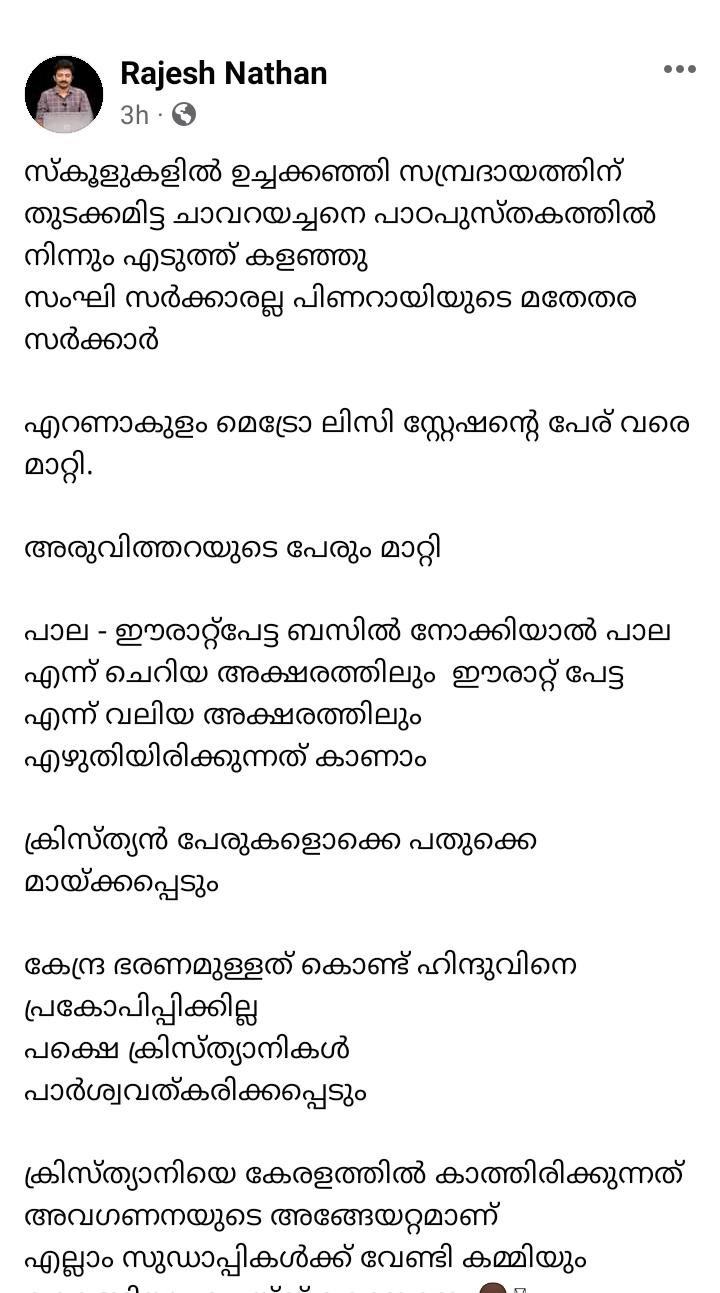 Rajesh Nathan
3h ·
സ്കൂളുകളിൽ ഉച്ചക്കഞ്ഞി സമ്പ്രദായത്തിന്
തുടക്കമിട്ട ചാവറയച്ചനെ പാഠപുസ്തകത്തിൽ
നിന്നും എടുത്ത് കളഞ്ഞു
സംഘി സർക്കാരല്ല പിണറായിയുടെ മതേതര
സർക്കാർ
എറണാകുളം മെട്രോ ലിസി സ്റ്റേഷന്റെ പേര് വരെ
മാറ്റി.
അരുവിത്തറയുടെ പേരും മാറ്റി
പാല - ഈരാറ്റ്പേട്ട ബസിൽ നോക്കിയാൽ പാല
എന്ന് ചെറിയ അക്ഷരത്തിലും ഈരാറ്റ് പേട്ട
എന്ന് വലിയ അക്ഷരത്തിലും
എഴുതിയിരിക്കുന്നത് കാണാം
ക്രിസ്ത്യൻ പേരുകളൊക്കെ പതുക്കെ
മായ്ക്കപ്പെടും
കേന്ദ്ര ഭരണമുള്ളത് കൊണ്ട് ഹിന്ദുവിനെ
പ്രകോപിപ്പിക്കില്ല
പക്ഷെ ക്രിസ്ത്യാനികൾ
പാർശ്വവത്കരിക്കപ്പെടും
ക്രിസ്ത്യാനിയെ കേരളത്തിൽ കാത്തിരിക്കുന്നത്
അവഗണനയുടെ അങ്ങേയറ്റമാണ്
എല്ലാം സുഡാപ്പികൾക്ക് വേണ്ടി കമ്മിയും